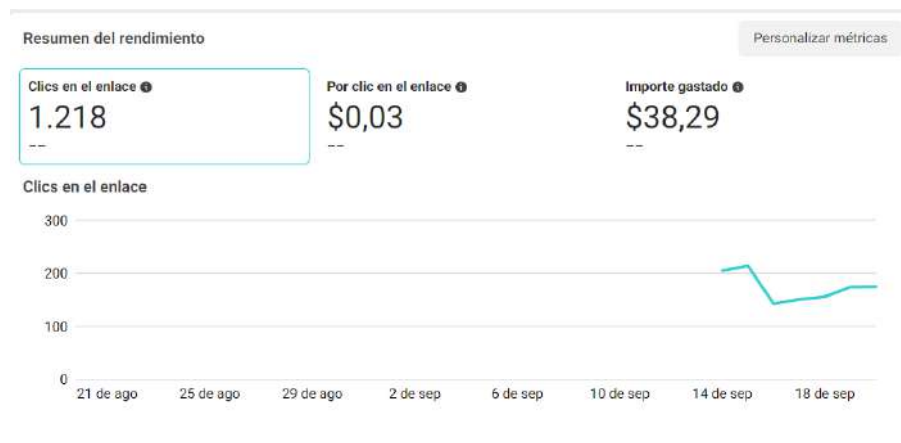 Resumen del rendimiento
Personalizar métricas
Clics en el enlace
1.218
--
Por clic en el enlace
$0,03
--
Importe gastado
$38,29
--
Clics en el enlace
300
200
100
0
21 de ago 25 de ago 29 de ago 2 de sep 6 de sep 10 de sep 14 de sep 18 de sep